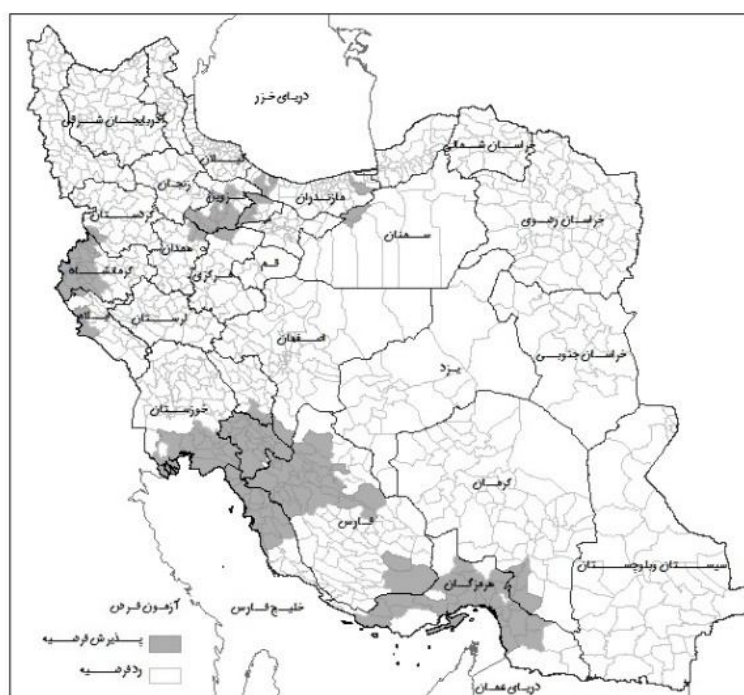 دریای خزر
آذربایجان شرقی
گیلان
خراسان شمالی
زنجان
قزوین
مازندران
کردستان
سمنان
خراسان رضوی
همدان
قم
کرمانشاه
مرکزی
ایلام
لرستان
اصفهان
خراسان جنوبی
یزد
خوزستان
کرمان
فارس
سیستان وبلوچستان
هرمزگان
خلیج فارس
آزمون فرض
پذیرش فرضیه
رد فرضیه
دریای عمان